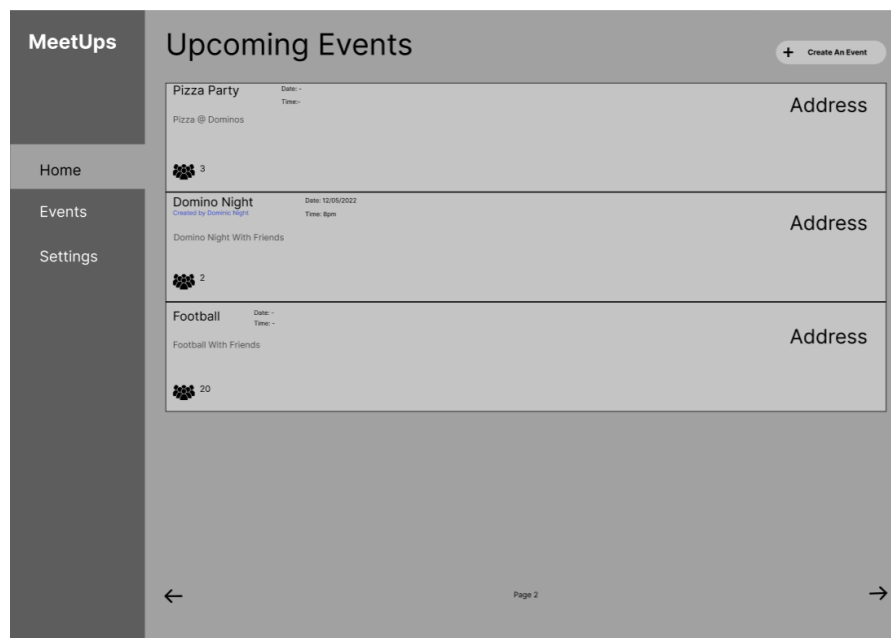 MeetUps
Home
Events
Settings
Upcoming Events
+ Create An Event
Pizza Party
Date: -
Time:-
Pizza @ Dominos
3
Address
Domino Night
Created by Dominic Night
Date: 12/05/2022
Time: 8pm
Domino Night With Friends
2
Address
Football
Date: -
Time: -
Football With Friends
20
Address
Page 2